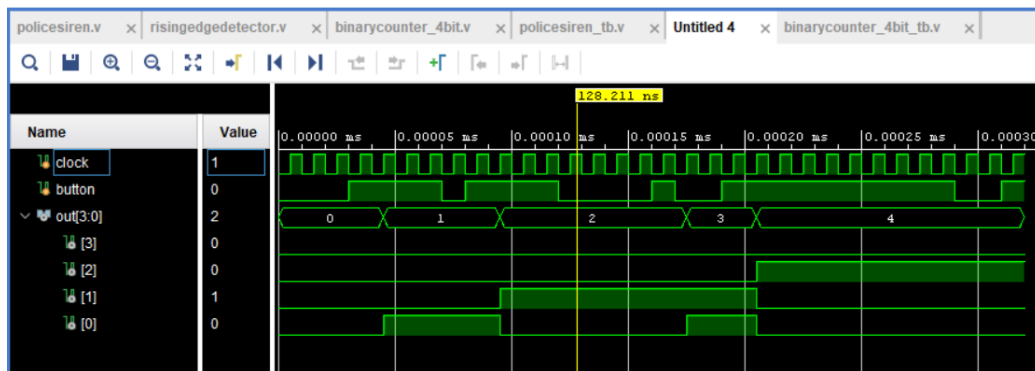 policesiren.v × risingedgedetector.v × binarycounter_4bit.v × policesiren_tb.v × Untitled 4 × binarycounter_4bit_tb.v ×
128.211 ns
Name Value 0.00000 ms 0.00005 ms 0.00010 ms 0.00015 ms 0.00020 ms 0.00025 ms 0.00030
clock 1
button 0
out[3:0] 2 0 1 2 3 4
[3] 0
[2] 0
[1] 1
[0] 0